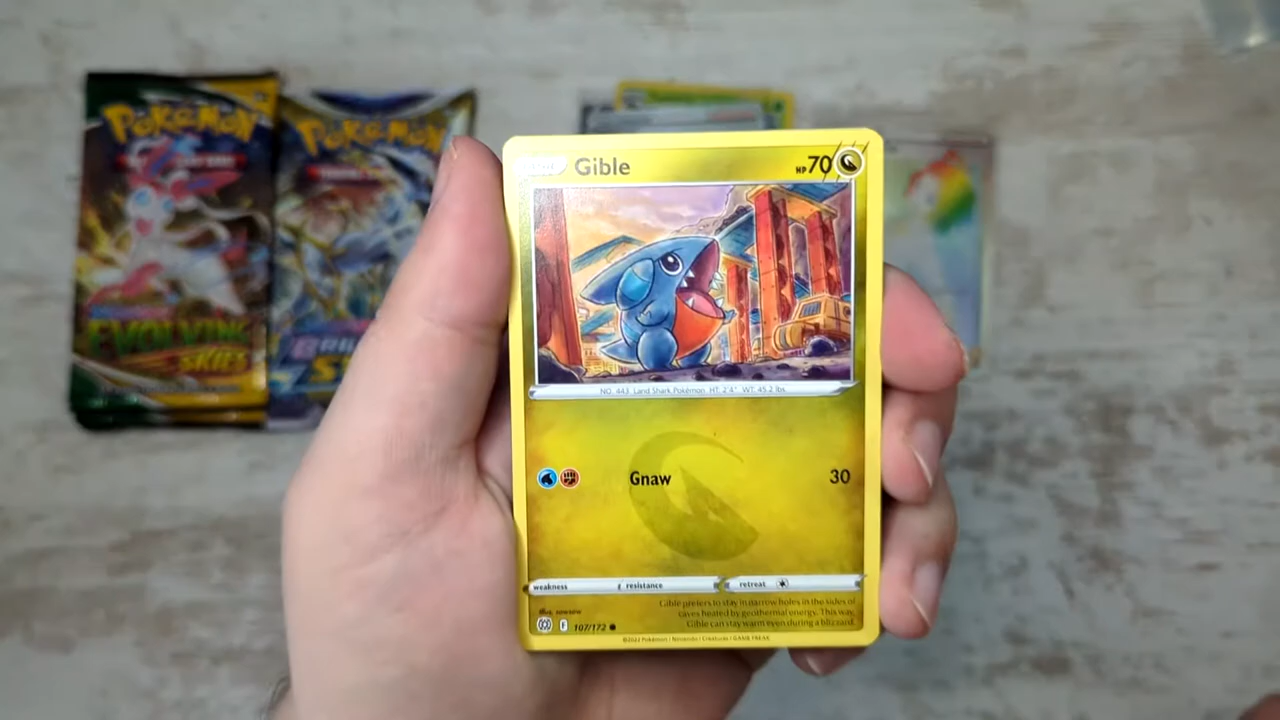 POKÉMON
EVOLVING
SKIES
POKÉMON
Gible
HP 70
NO. 443 Land Shark Pokémon HT: 2'4" WT: 45.2 lbs.
Gnaw 30
weakness resistance retreat
Gible prefers to stay in narrow holes in the sides of
caves heated by geothermal energy. This way,
Gible can stay warm even during a blizzard.
F 107/172
©2022 Pokémon / Nintendo / Creatures / GAME FREAK